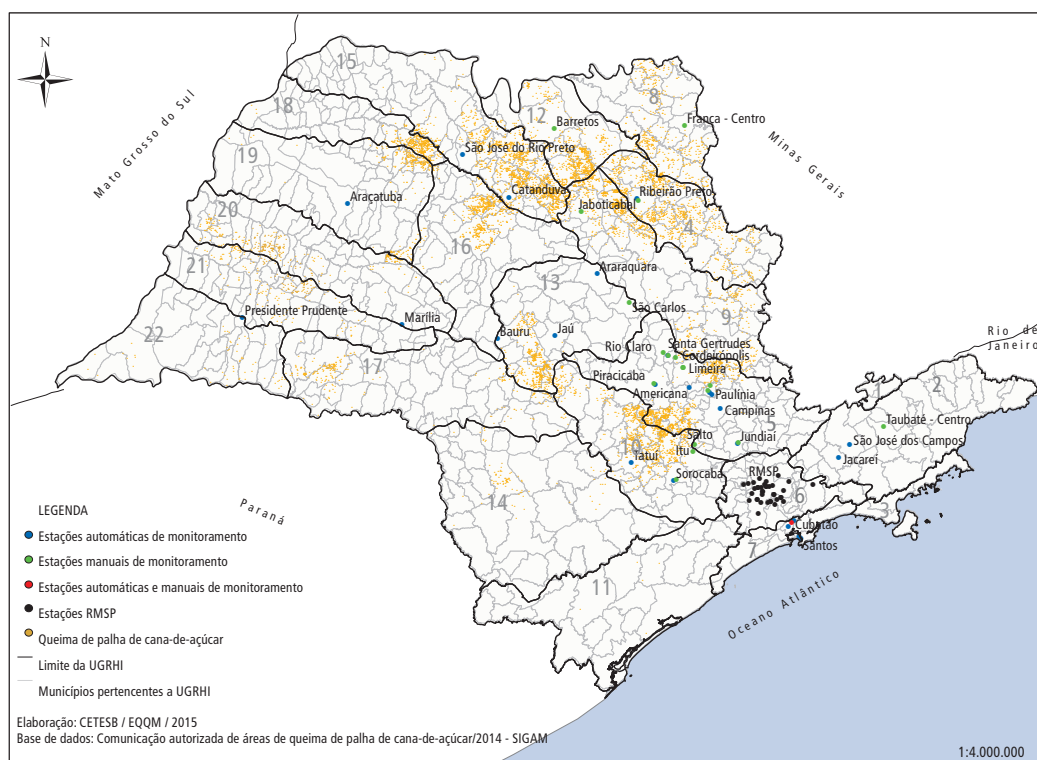 N
15
18
8
12
Barretos
Franca - Centro
Minas Gerais
Mato Grosso do Sul
19
São José do Rio Preto
Araçatuba
Catanduva
Ribeirão Preto
Jaboticabal
4
20
16
21
Araraquara
13
São Carlos
9
Presidente Prudente
Marília
Bauru
Jaú
22
17
Rio Claro
Santa Gertrudes
Cordeirópolis
Limeira
Piracicaba
Americana
Paulínia
Campinas
5
Rio de
Janeiro
1
2
Taubaté - Centro
São José dos Campos
Jacareí
Salto
Jundiaí
10
Itu
Tatuí
Sorocaba
RMSP
6
3
14
Paraná
Cubatão
Santos
7
11
Oceano Atlântico
LEGENDA
Estações automáticas de monitoramento
Estações manuais de monitoramento
Estações automáticas e manuais de monitoramento
Estações RMSP
Queima de palha de cana-de-açúcar
Limite da UGRHI
Municípios pertencentes a UGRHI
Elaboração: CETESB / EQQM / 2015
Base de dados: Comunicação autorizada de áreas de queima de palha de cana-de-açúcar/2014 - SIGAM
1:4.000.000